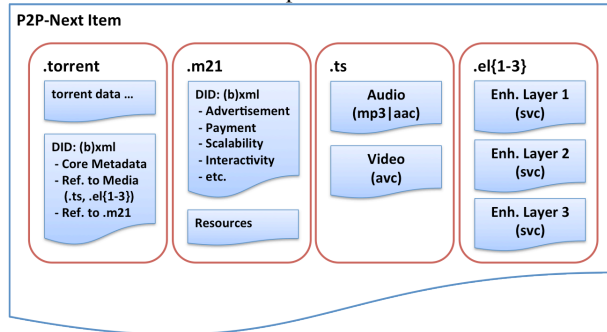 P2P-Next Item
.torrent
torrent data ...
DID: (b)xml
- Core Metadata
- Ref. to Media
(.ts, .el{1-3})
- Ref. to .m21
.m21
DID: (b)xml
- Advertisement
- Payment
- Scalability
- Interactivity
- etc.
Resources
.ts
Audio
(mp3|aac)
Video
(avc)
.el{1-3}
Enh. Layer 1
(svc)
Enh. Layer 2
(svc)
Enh. Layer 3
(svc)